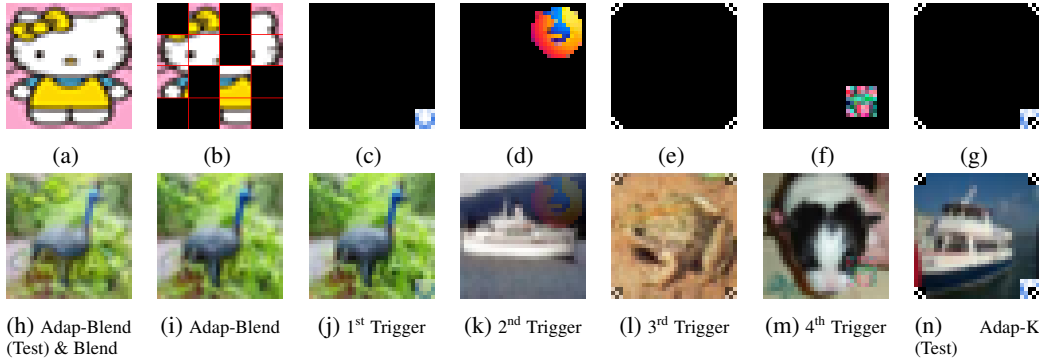 (a) (b) (c) (d) (e) (f) (g)
(h) Adap-Blend (i) Adap-Blend (j) 1st Trigger (k) 2nd Trigger (l) 3rd Trigger (m) 4th Trigger (n) Adap-K
(Test) & Blend (Test)